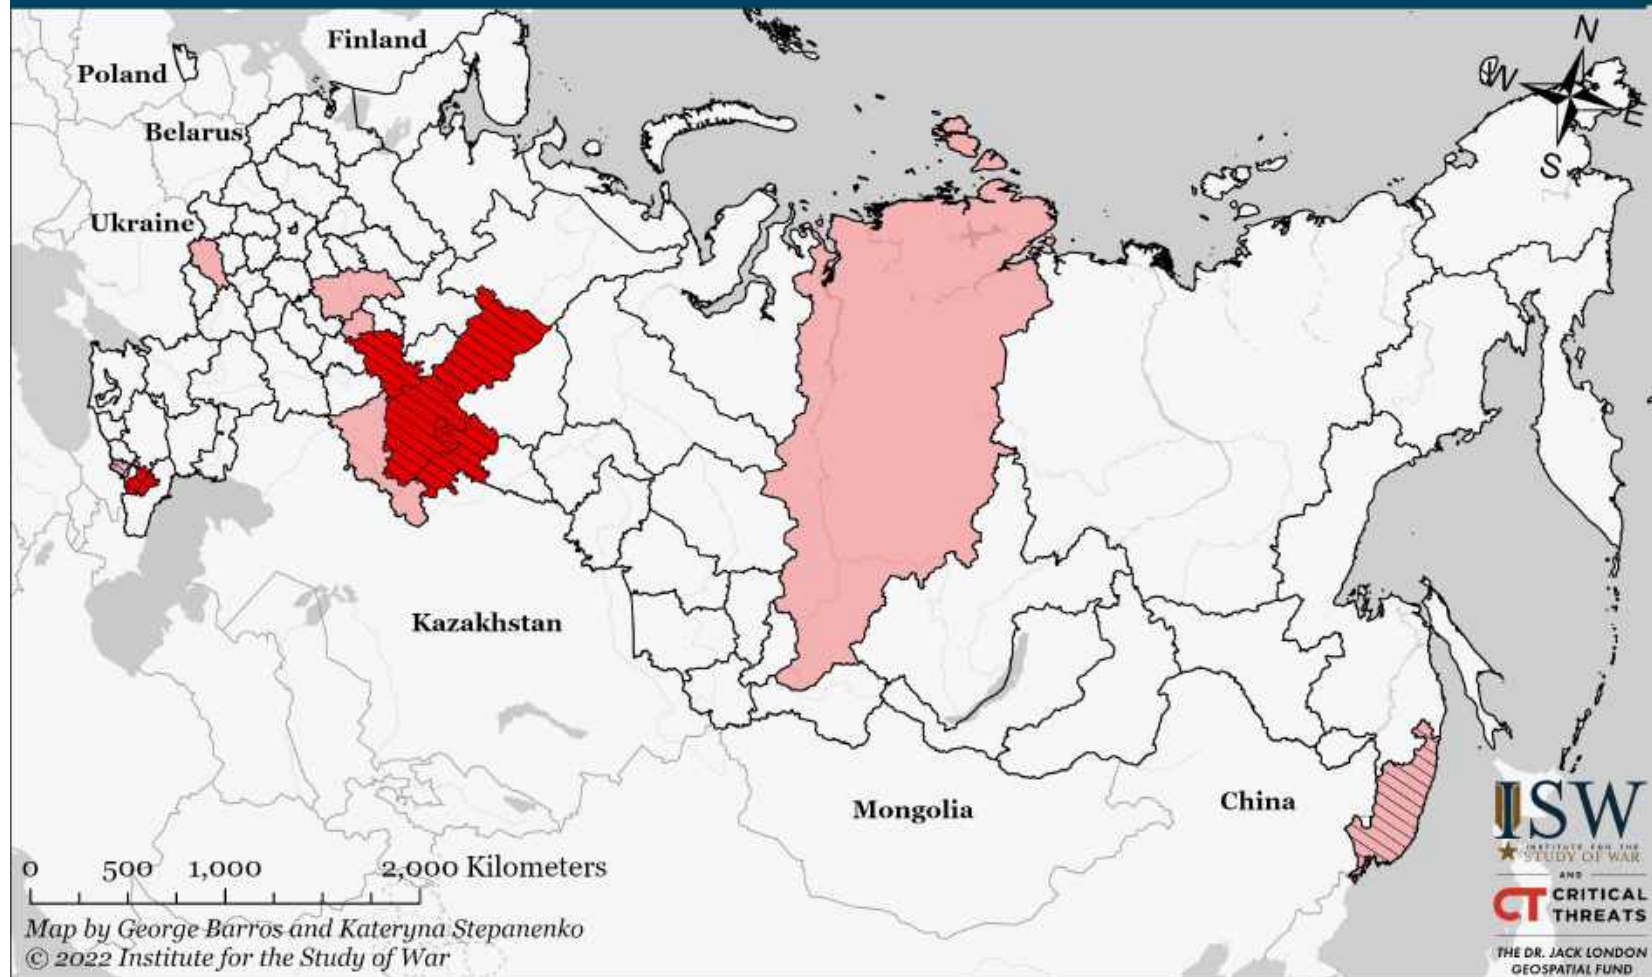 Finland
Poland
Belarus
Ukraine
N
W
E
S
Kazakhstan
Mongolia
China
0 500 1,000 2,000 Kilometers
Map by George Barros and Kateryna Stepanenko
© 2022 Institute for the Study of War
ISW
INSTITUTE FOR THE
STUDY OF WAR
AND
CT CRITICAL
THREATS
THE DR. JACK LONDON
GEOSPATIAL FUND